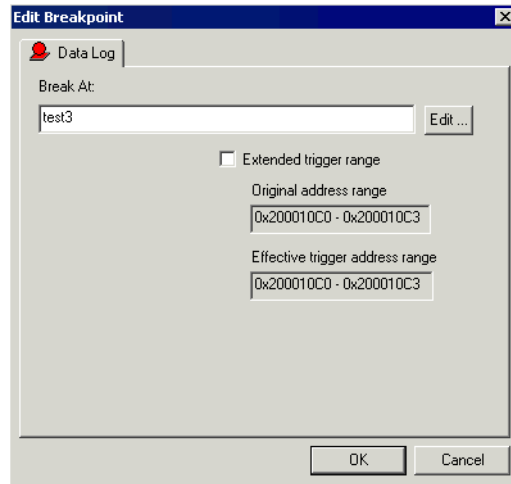 Edit Breakpoint
Data Log
Break At:
test3
Edit ...
Extended trigger range
Original address range
0x200010C0 - 0x200010C3
Effective trigger address range
0x200010C0 - 0x200010C3
OK
Cancel